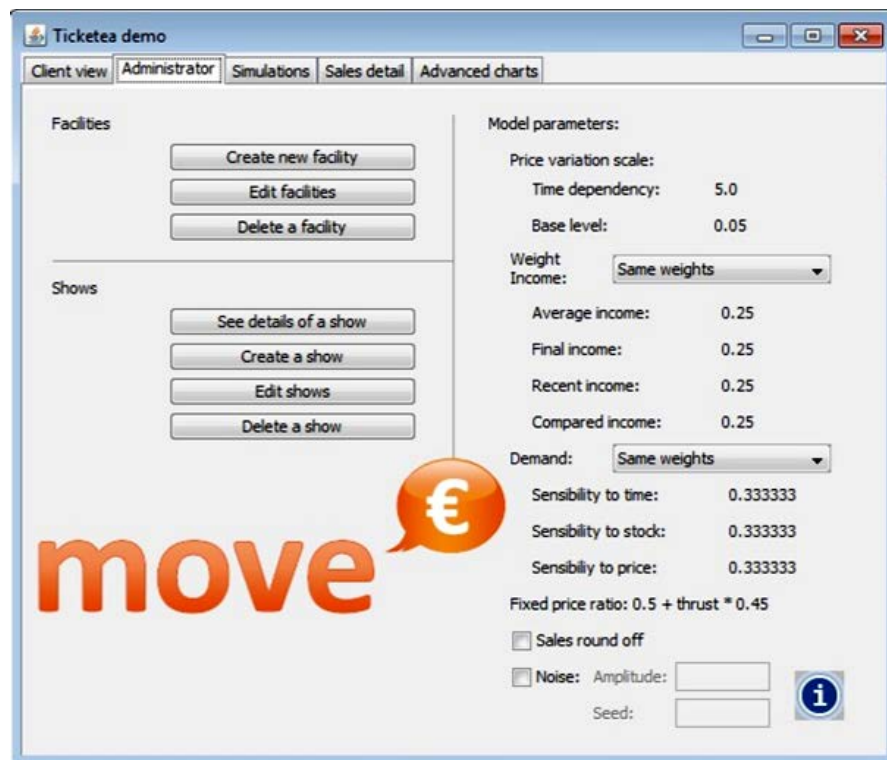 Ticketea demo
Client view Administrator Simulations Sales detail Advanced charts
Facilities
Create new facility
Edit facilities
Delete a facility
Shows
See details of a show
Create a show
Edit shows
Delete a show
move €
Model parameters:
Price variation scale:
Time dependency: 5.0
Base level: 0.05
Weight
Income: Same weights
Average income: 0.25
Final income: 0.25
Recent income: 0.25
Compared income: 0.25
Demand: Same weights
Sensibility to time: 0.333333
Sensibility to stock: 0.333333
Sensibiliy to price: 0.333333
Fixed price ratio: 0.5 + thrust * 0.45
Sales round off
Noise: Amplitude:
Seed:
i